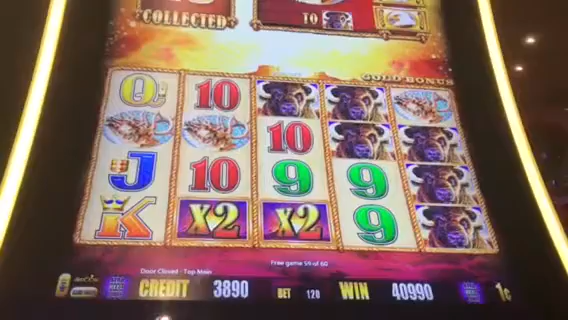 COLLECTED
TO
GOLD BONUS
Q
10
10
J
10
9
9
K
X2
X2
9
Free game 59 of 60
Door Closed - Top Main
CREDIT 3890 BET 120 WIN 40990 1¢